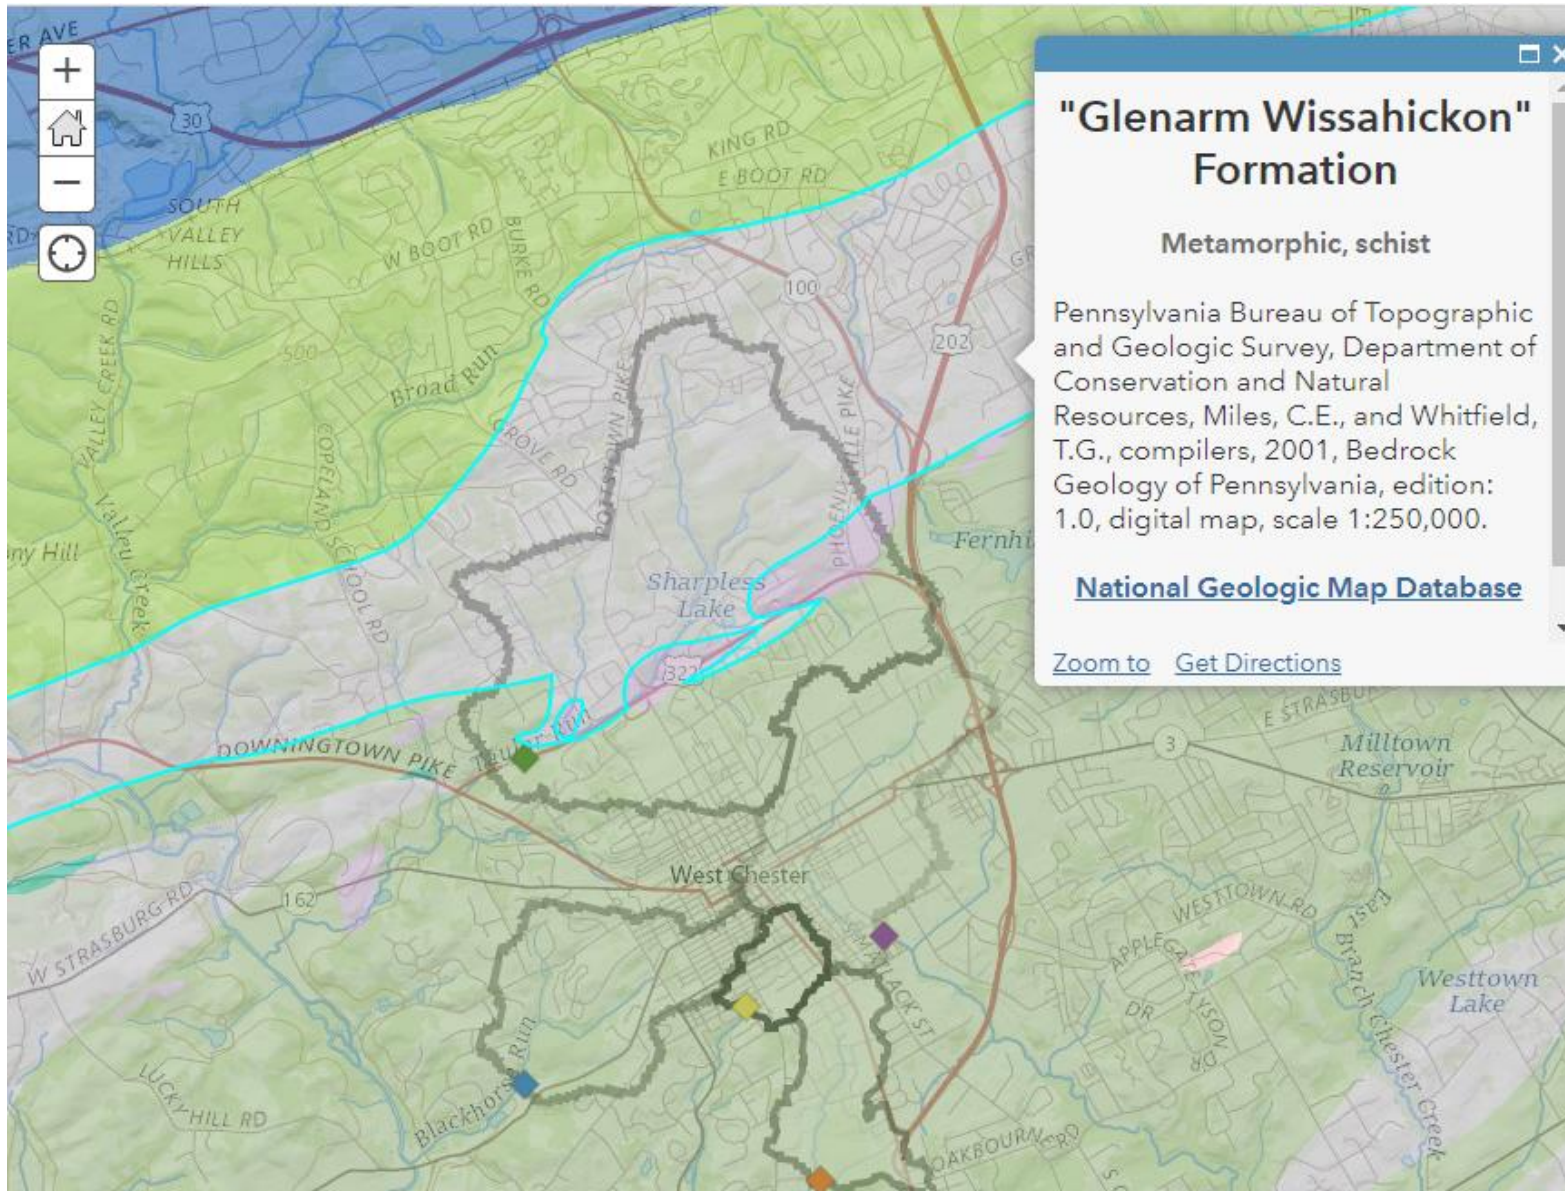 ER AVE
+
30
−
SOUTH
VALLEY
HILLS
W BOOT RD
BURKE RD
KING RD
E BOOT RD
100
202
500
Broad Run
VALLEY CREEK RD
COPELAND SCHOOL RD
GROVE RD
POTTSTOWN PIKE
Valley Creek
ny Hill
Sharpless
Lake
Fernhi
322
DOWNINGTOWN PIKE
West Chester
162
W STRASBURG RD
3
E STRASBUR
Milltown
Reservoir
WESTTOWN RD
East
Branch Chester Creek
Westtown
Lake
DR
TYSON
DR
LUCKY HILL RD
Blackhorse Run
OAKBOURNE RD
"Glenarm Wissahickon"
Formation
Metamorphic, schist
Pennsylvania Bureau of Topographic
and Geologic Survey, Department of
Conservation and Natural
Resources, Miles, C.E., and Whitfield,
T.G., compilers, 2001, Bedrock
Geology of Pennsylvania, edition:
1.0, digital map, scale 1:250,000.
National Geologic Map Database
Zoom to Get Directions